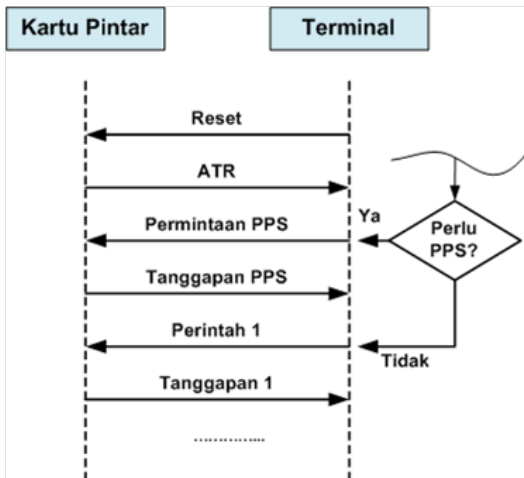 Kartu Pintar
Terminal
Reset
ATR
Permintaan PPS
Ya
Perlu
PPS?
Tanggapan PPS
Perintah 1
Tidak
Tanggapan 1
...............